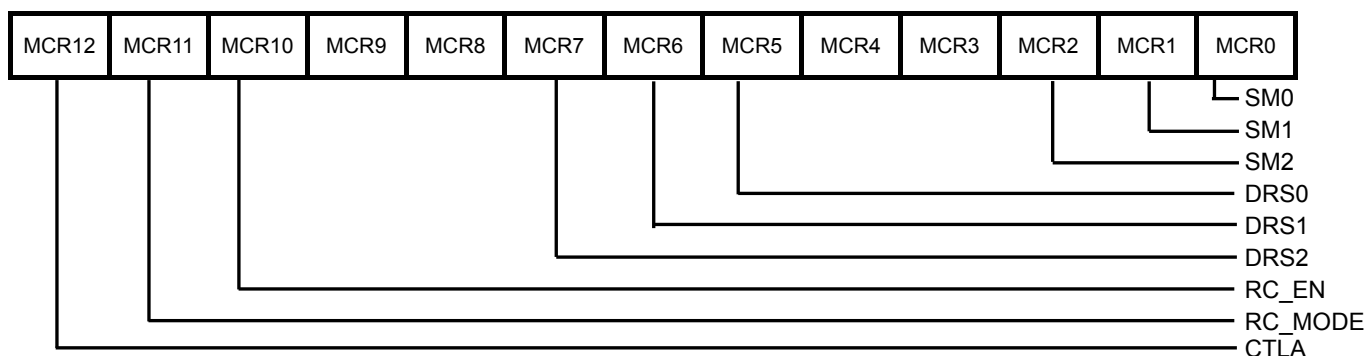 MCR12 MCR11 MCR10 MCR9 MCR8 MCR7 MCR6 MCR5 MCR4 MCR3 MCR2 MCR1 MCR0
SM0
SM1
SM2
DRS0
DRS1
DRS2
RC_EN
RC_MODE
CTLA